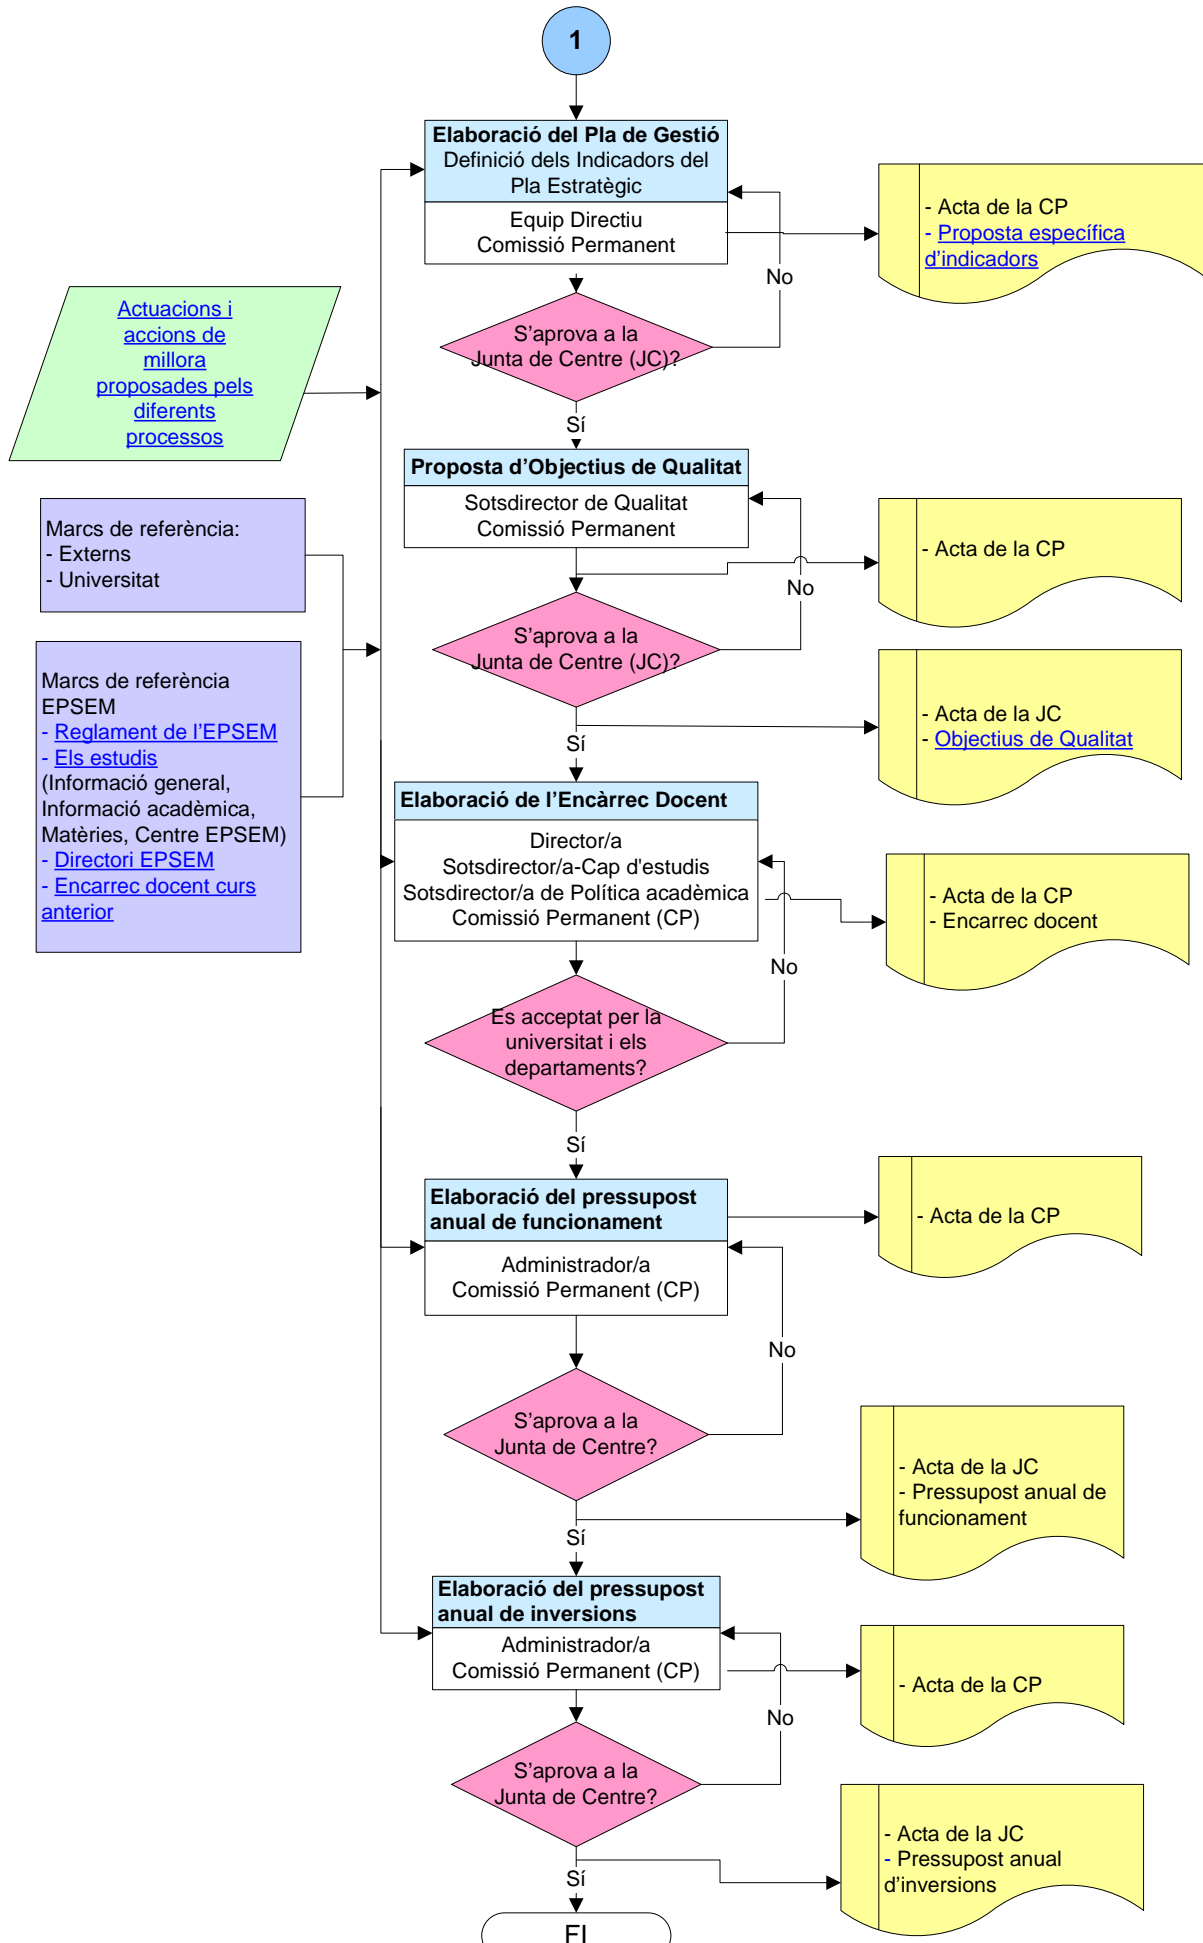 1
Elaboració del Pla de Gestió
Definició dels Indicadors del
Pla Estratègic
Equip Directiu
Comissió Permanent
- Acta de la CP
- Proposta específica
d'indicadors
No
S'aprova a la
Junta de Centre (JC)?
Sí
Actuacions i
accions de
millora
proposades pels
diferents
processos
Proposta d'Objectius de Qualitat
Sotsdirector de Qualitat
Comissió Permanent
- Acta de la CP
No
Marcs de referència:
- Externs
- Universitat
S'aprova a la
Junta de Centre (JC)?
Sí
- Acta de la JC
- Objectius de Qualitat
Marcs de referència
EPSEM
- Reglament de l'EPSEM
- Els estudis
(Informació general,
Informació acadèmica,
Matèries, Centre EPSEM)
- Directori EPSEM
- Encarrec docent curs
anterior
Elaboració de l'Encàrrec Docent
Director/a
Sotsdirector/a-Cap d'estudis
Sotsdirector/a de Política acadèmica
Comissió Permanent (CP)
- Acta de la CP
- Encarrec docent
No
Es acceptat per la
universitat i els
departaments?
Sí
Elaboració del pressupost
anual de funcionament
Administrador/a
Comissió Permanent (CP)
- Acta de la CP
No
S'aprova a la
Junta de Centre?
Sí
- Acta de la JC
- Pressupost anual de
funcionament
Elaboració del pressupost
anual de inversions
Administrador/a
Comissió Permanent (CP)
- Acta de la CP
No
S'aprova a la
Junta de Centre?
Sí
- Acta de la JC
- Pressupost anual
d'inversions
FI